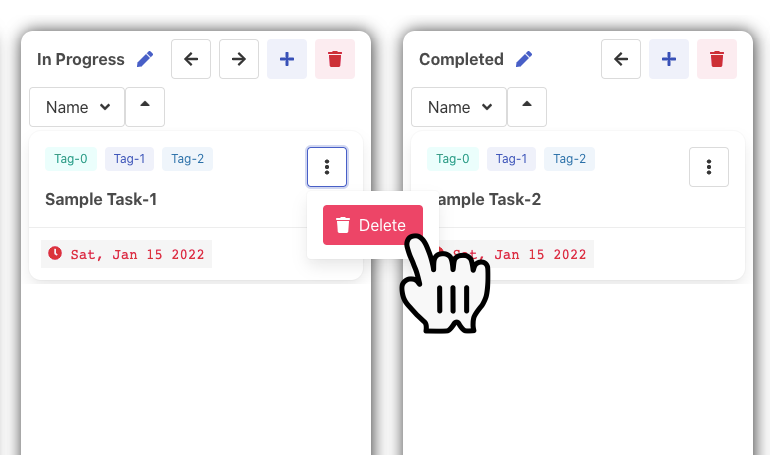 In Progress
Name
Tag-0 Tag-1 Tag-2
Sample Task-1
Delete
Sat, Jan 15 2022
Completed
Name
Tag-0 Tag-1 Tag-2
ample Task-2
Sat, Jan 15 2022